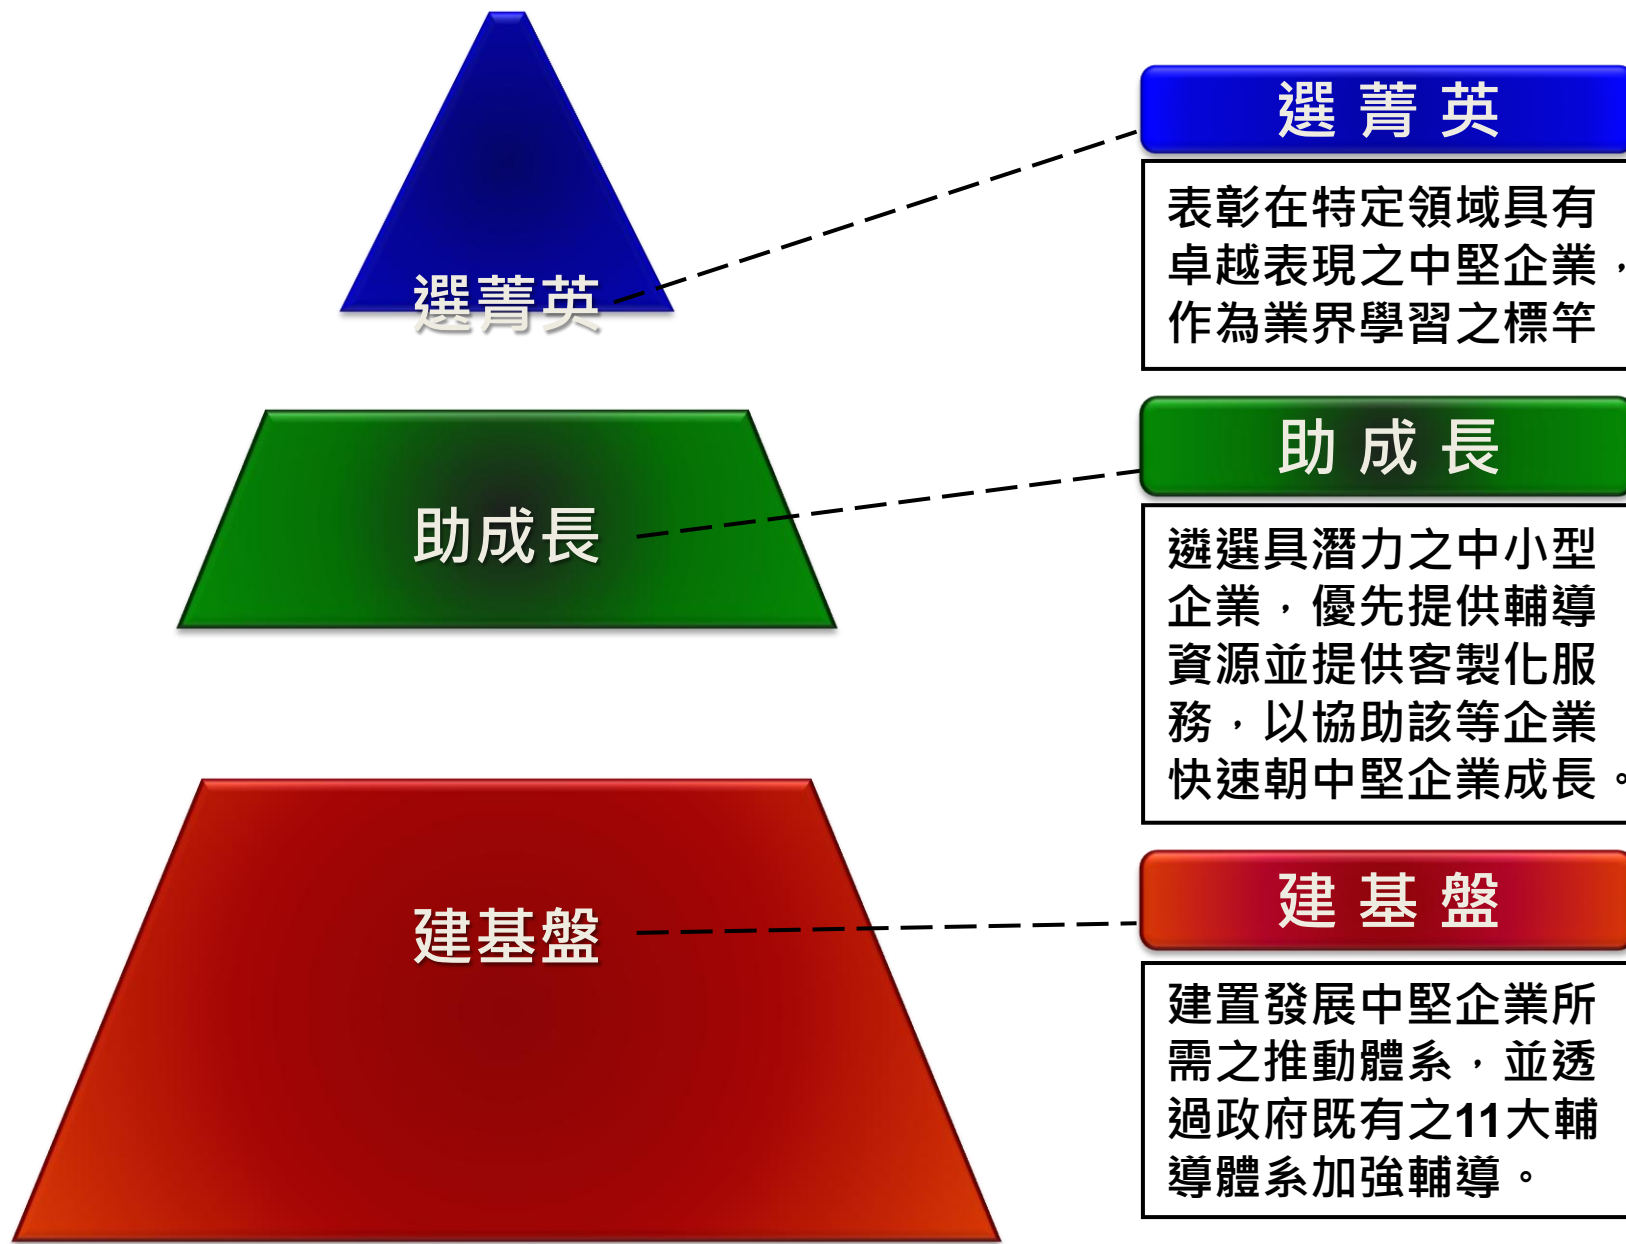 選菁英
助成長
建基盤
選菁英
表彰在特定領域具有
卓越表現之中堅企業，
作為業界學習之標竿
助成長
遴選具潛力之中小型
企業，優先提供輔導
資源並提供客製化服
務，以協助該等企業
快速朝中堅企業成長。
建基盤
建置發展中堅企業所
需之推動體系，並透
過政府既有之11大輔
導體系加強輔導。